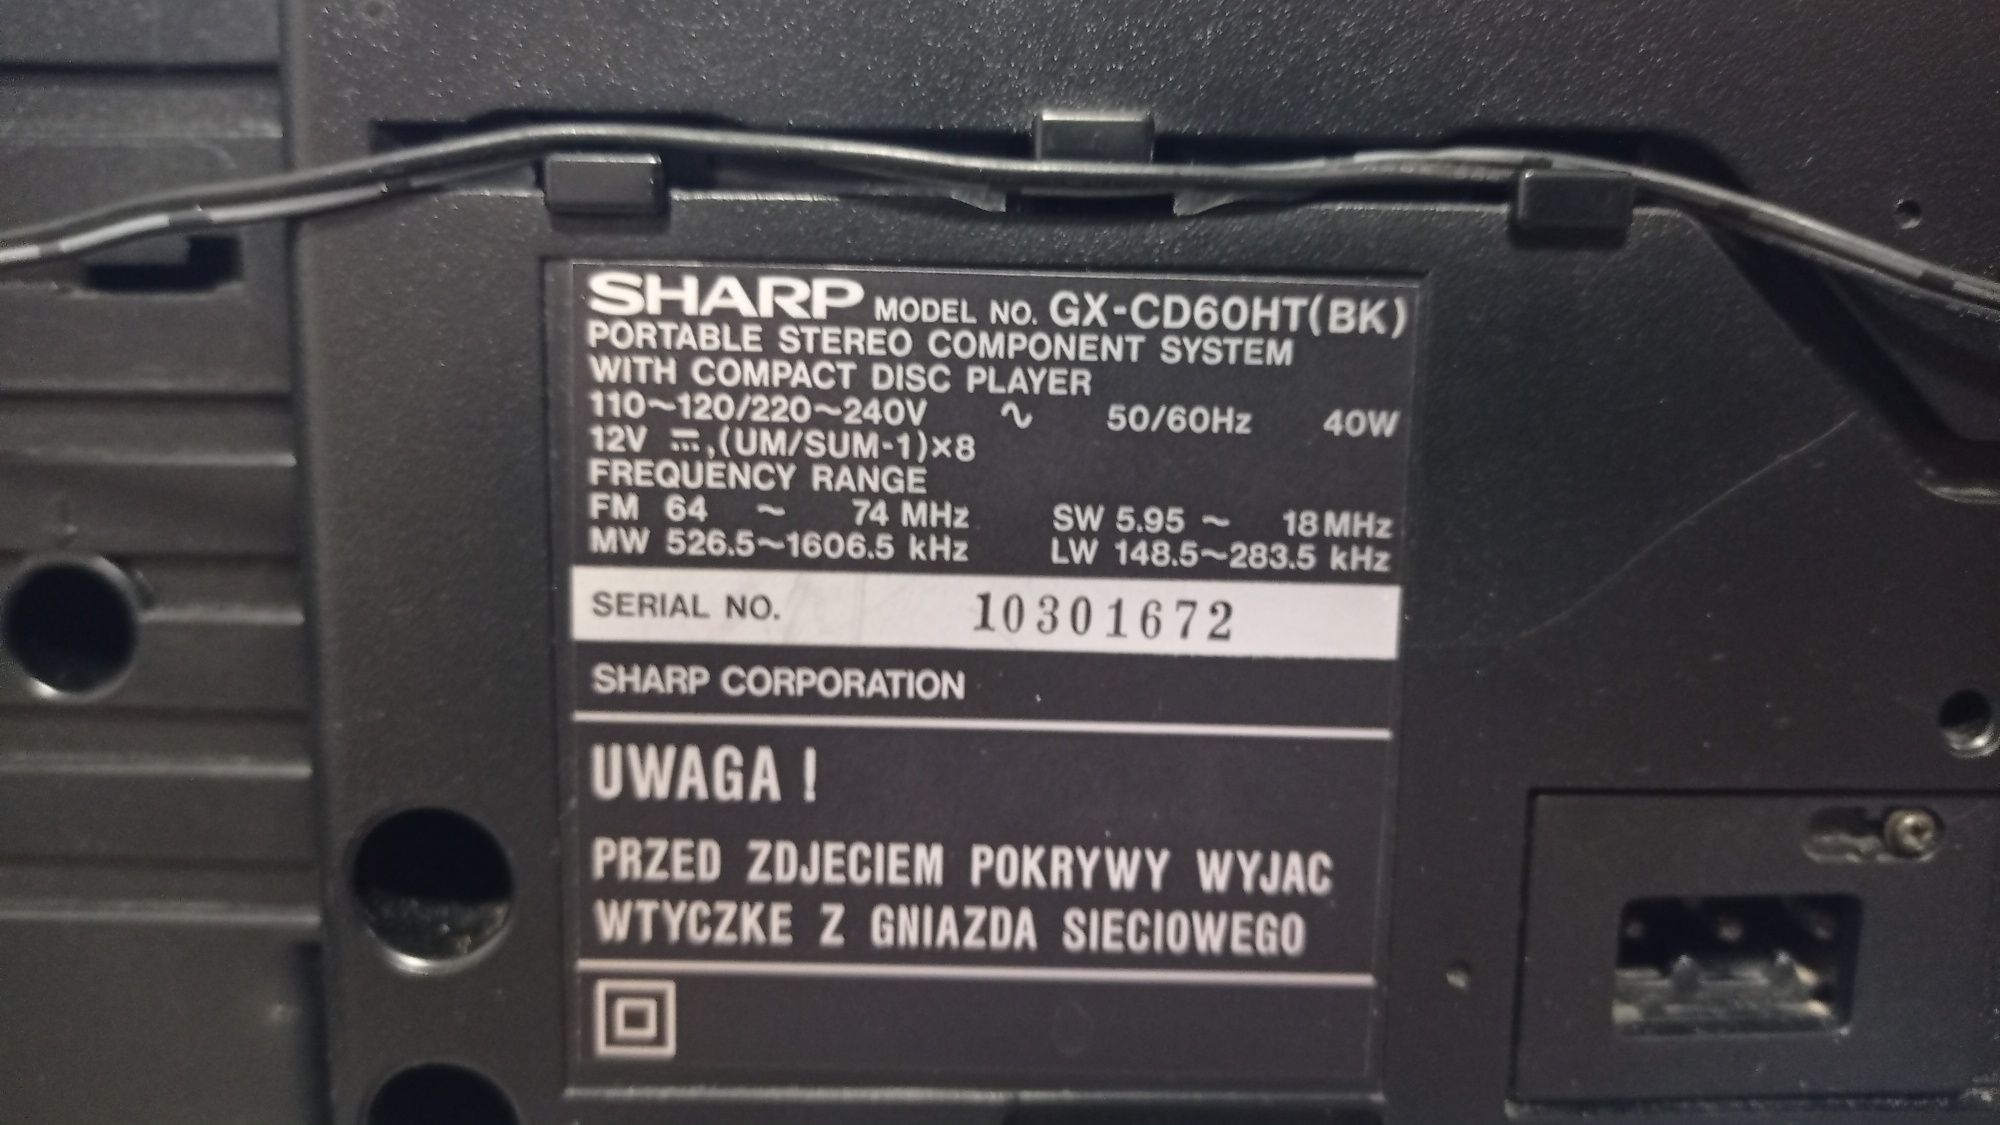 SHARP MODEL NO. GX-CD60HT(BK)
PORTABLE STEREO COMPONENT SYSTEM
WITH COMPACT DISC PLAYER
110~120/220~240V ∿ 50/60Hz 40W
12V ⎓,(UM/SUM-1)×8
FREQUENCY RANGE
FM 64 ~ 74 MHz SW 5.95 ~ 18 MHz
MW 526.5~1606.5 kHz LW 148.5~283.5 kHz
SERIAL NO. 10301672
SHARP CORPORATION
UWAGA !
PRZED ZDJECIEM POKRYWY WYJAC
WTYCZKE Z GNIAZDA SIECIOWEGO